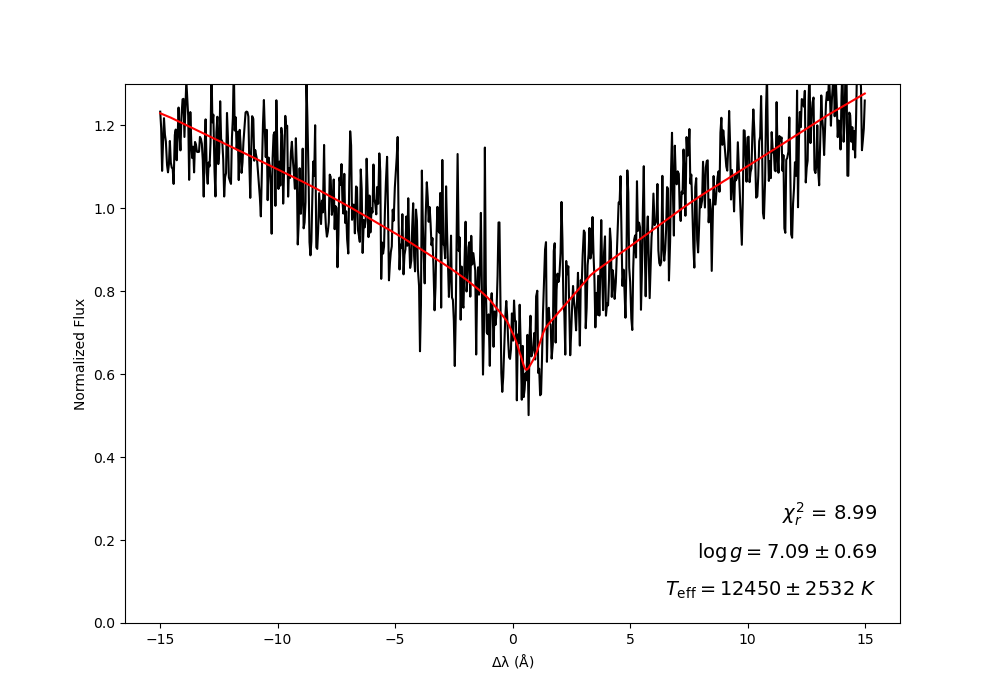 1.2
1.0
0.8
0.6
0.4
0.2
0.0
Normalized Flux
χ²ᵣ = 8.99
log g = 7.09 ± 0.69
T_eff = 12450 ± 2532 K
−15 −10 −5 0 5 10 15
Δλ (Å)